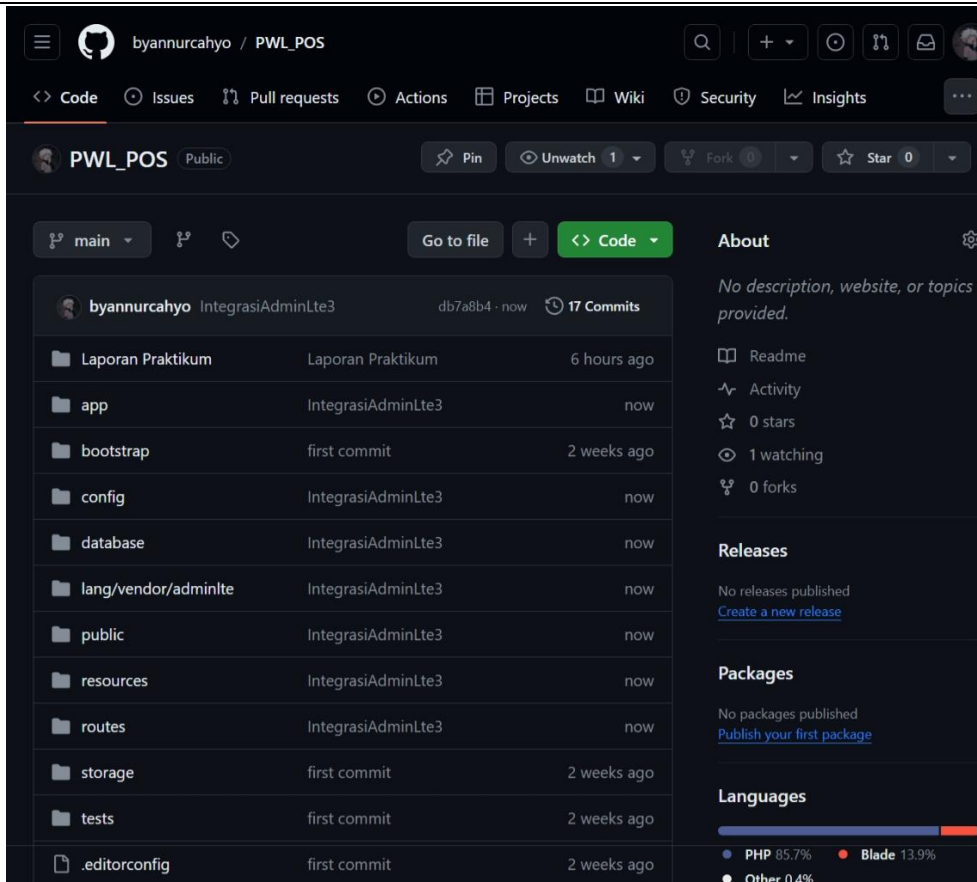 byannurcahyo / PWL_POS
<> Code Issues Pull requests Actions Projects Wiki Security Insights
PWL_POS Public Pin Unwatch 1 Fork 0 Star 0
main Go to file Code
byannurcahyo IntegrasiAdminLte3 db7a8b4 · now 17 Commits
Laporan Praktikum Laporan Praktikum 6 hours ago
app IntegrasiAdminLte3 now
bootstrap first commit 2 weeks ago
config IntegrasiAdminLte3 now
database IntegrasiAdminLte3 now
lang/vendor/adminlte IntegrasiAdminLte3 now
public IntegrasiAdminLte3 now
resources IntegrasiAdminLte3 now
routes IntegrasiAdminLte3 now
storage first commit 2 weeks ago
tests first commit 2 weeks ago
.editorconfig first commit 2 weeks ago
About
No description, website, or topics
provided.
Readme
Activity
0 stars
1 watching
0 forks
Releases
No releases published
Create a new release
Packages
No packages published
Publish your first package
Languages
PHP 85.7% Blade 13.9%
Other 0.4%